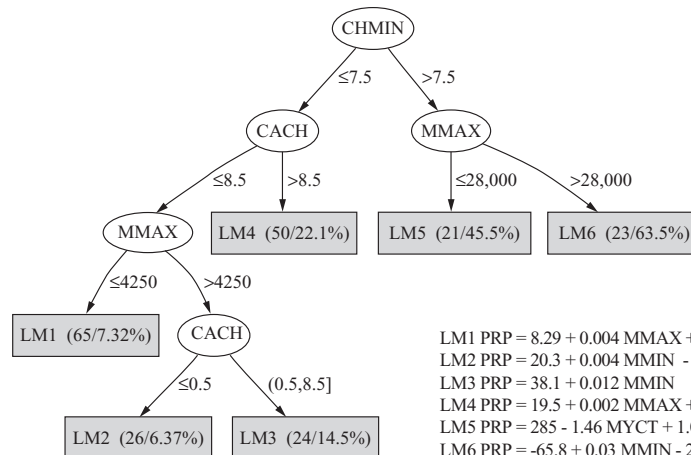 CHMIN
≤7.5
>7.5
CACH
MMAX
≤8.5
>8.5
≤28,000
>28,000
MMAX
LM4 (50/22.1%)
LM5 (21/45.5%)
LM6 (23/63.5%)
≤4250
>4250
LM1 (65/7.32%)
CACH
≤0.5
(0.5,8.5]
LM2 (26/6.37%)
LM3 (24/14.5%)
LM1 PRP = 8.29 + 0.004 MMAX +
LM2 PRP = 20.3 + 0.004 MMIN -
LM3 PRP = 38.1 + 0.012 MMIN
LM4 PRP = 19.5 + 0.002 MMAX +
LM5 PRP = 285 - 1.46 MYCT + 1.
LM6 PRP = -65.8 + 0.03 MMIN - 2